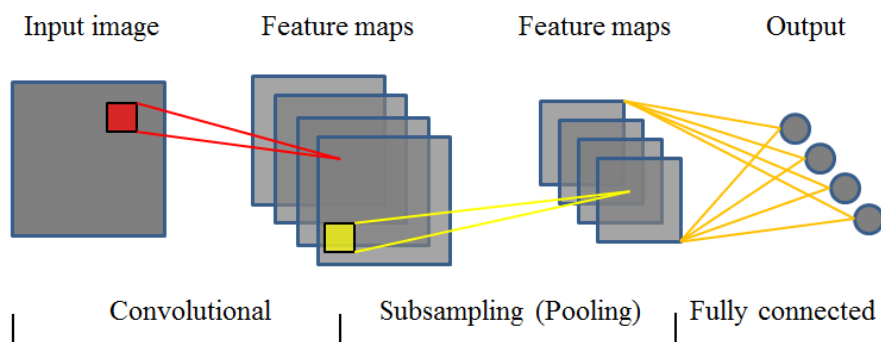 Input image Feature maps Feature maps Output
Convolutional Subsampling (Pooling) Fully connected